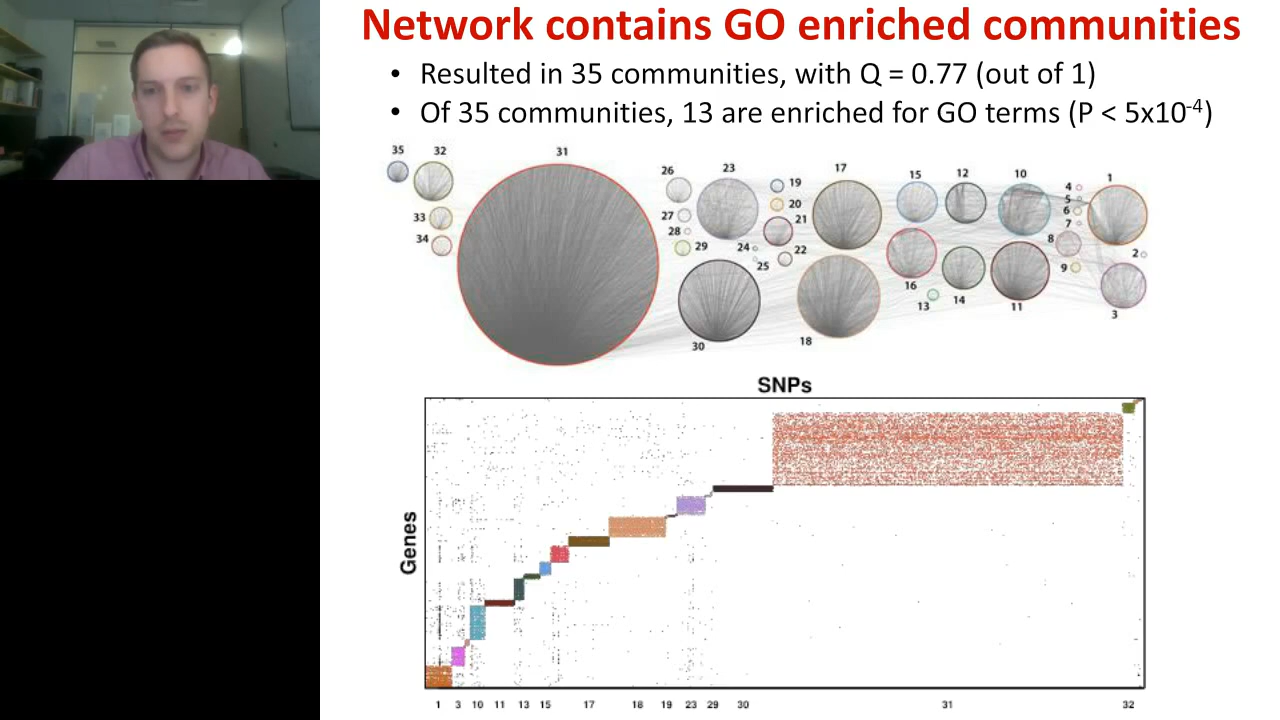 Network contains GO enriched communities
• Resulted in 35 communities, with Q = 0.77 (out of 1)
• Of 35 communities, 13 are enriched for GO terms (P < 5x10⁻⁴)
35 32 31 26 23 19 17 15 12 10 4 1
5
33 27 20 6
34 28 21 7
29 24 22 8 2
25 16 9
13 14 11 3
30 18
SNPs
Genes
1 3 10 11 13 15 17 18 19 23 29 30 31 32